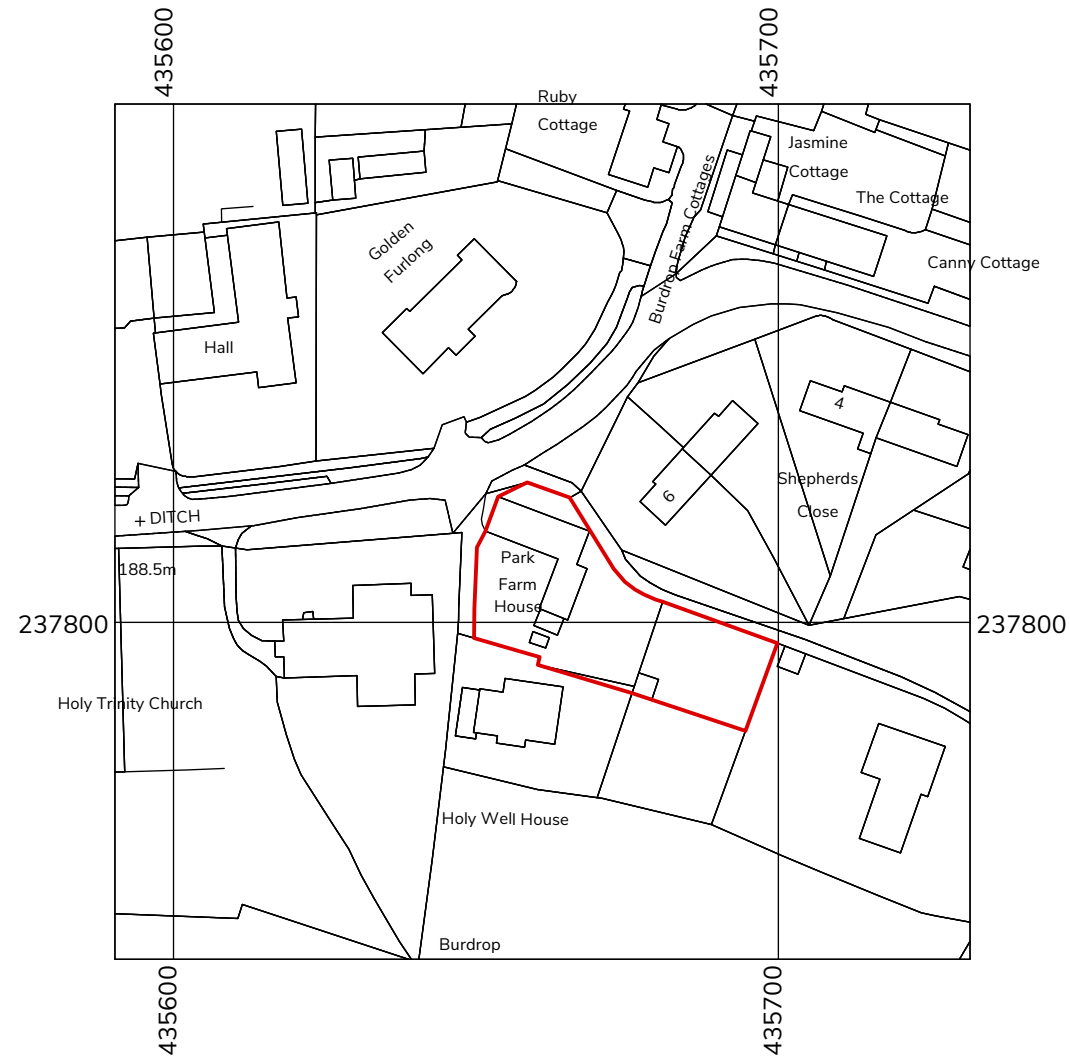 435600
435700
Ruby
Cottage
Jasmine
Cottage
The Cottage
Golden
Furlong
Burdrop Farm Cottages
Canny Cottage
Hall
4
Shepherds
Close
6
+ DITCH
188.5m
Park
Farm
House
237800
237800
Holy Trinity Church
Holy Well House
Burdrop
435600
435700